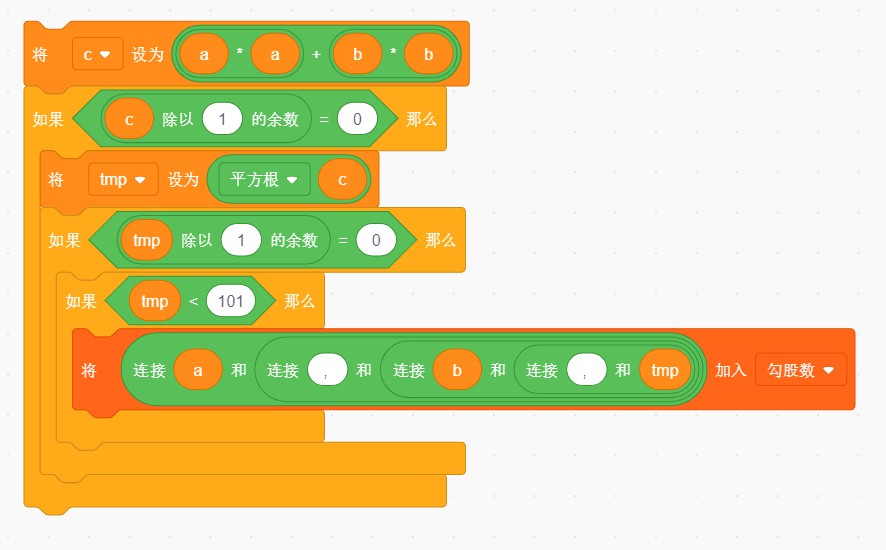 将 c 设为 a * a + b * b
如果 c 除以 1 的余数 = 0 那么
将 tmp 设为 平方根 c
如果 tmp 除以 1 的余数 = 0 那么
如果 tmp < 101 那么
将 连接 a 和 连接 , 和 连接 b 和 连接 , 和 tmp 加入 勾股数